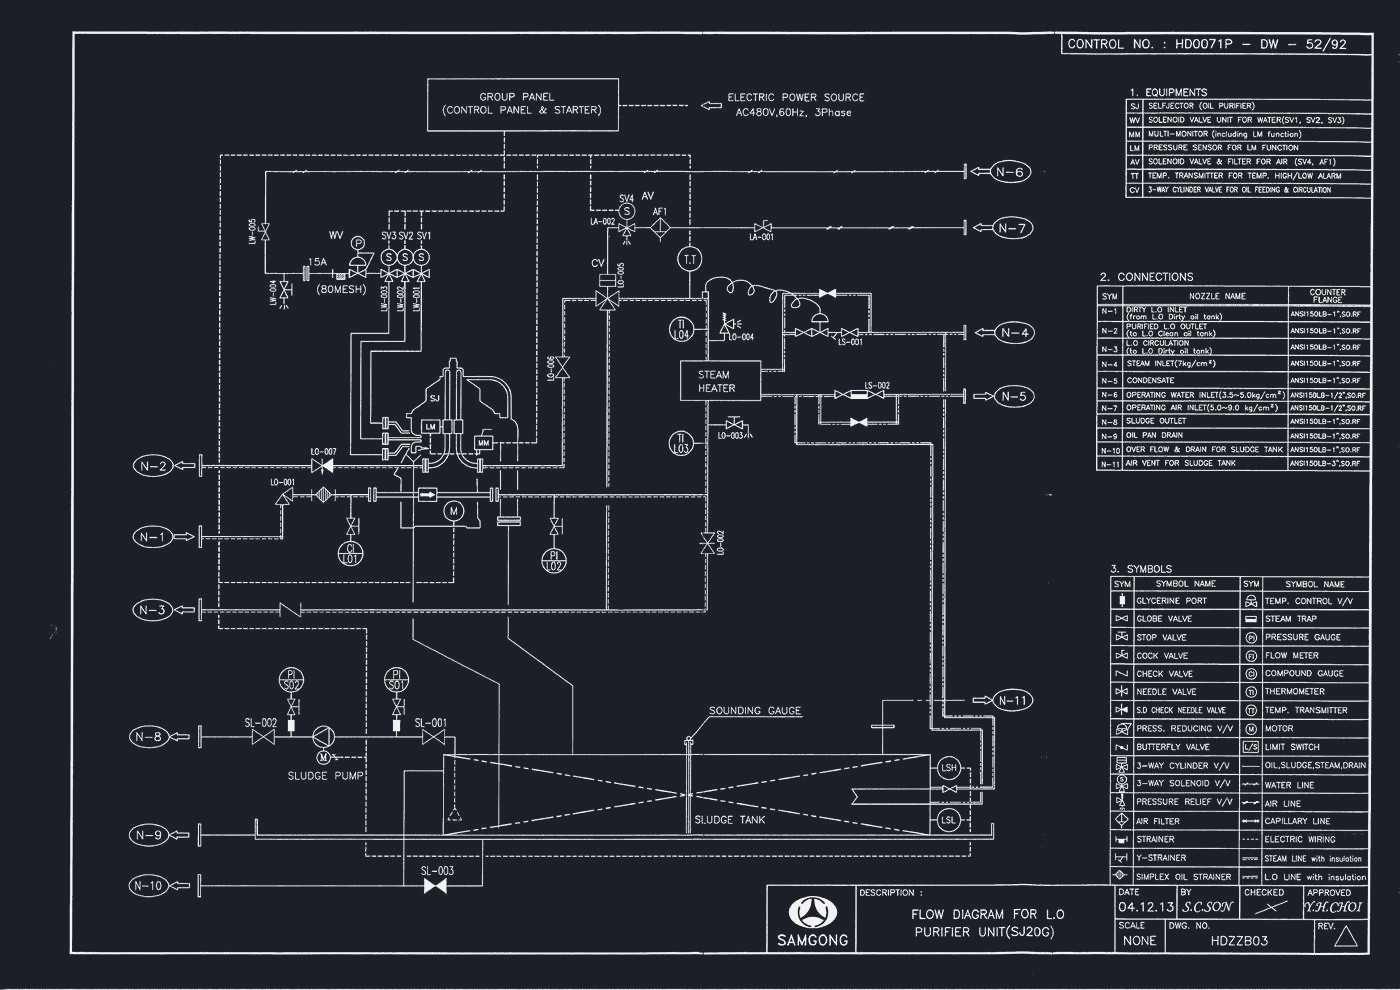 CONTROL NO. : HD0071P - DW - 52/92
GROUP PANEL
(CONTROL PANEL & STARTER)
ELECTRIC POWER SOURCE
AC480V,60Hz, 3Phase
N-6
N-7
N-4
N-5
N-2
N-1
N-3
N-11
N-8
N-9
N-10
LW-005
15A
WV
P
(80MESH)
LW-004
SV3 SV2 SV1
S S S
LW-003
LW-002
LW-001
SV4
AV
S
AF1
LA-002
LA-001
CV
LO-005
T.T
TI
L04
LO-004
LS-001
STEAM
HEATER
LS-002
LO-006
SJ
LM
MM
LO-003
TI
L03
LO-007
LO-001
M
CI
L01
PI
L02
LO-002
PI
S02
PI
S01
SL-002
SL-001
M
SLUDGE PUMP
SOUNDING GAUGE
LSH
LSL
SLUDGE TANK
SL-003
1. EQUIPMENTS
SJ SELFJECTOR (OIL PURIFIER)
WV SOLENOID VALVE UNIT FOR WATER(SV1, SV2, SV3)
MM MULTI-MONITOR (including LM function)
LM PRESSURE SENSOR FOR LM FUNCTION
AV SOLENOID VALVE & FILTER FOR AIR (SV4, AF1)
TT TEMP. TRANSMITTER FOR TEMP. HIGH/LOW ALARM
CV 3-WAY CYLINDER VALVE FOR OIL FEEDING & CIRCULATION
2. CONNECTIONS
SYM NOZZLE NAME COUNTER FLANGE
N-1 DIRTY L.O INLET (from L.O Dirty oil tank) ANSI150LB-1",SO.RF
N-2 PURIFIED L.O OUTLET (to L.O Clean oil tank) ANSI150LB-1",SO.RF
N-3 L.O CIRCULATION (to L.O Dirty oil tank) ANSI150LB-1",SO.RF
N-4 STEAM INLET(7kg/cm²) ANSI150LB-1",SO.RF
N-5 CONDENSATE ANSI150LB-1",SO.RF
N-6 OPERATING WATER INLET(3.5~5.0kg/cm²) ANSI150LB-1/2",SO.RF
N-7 OPERATING AIR INLET(5.0~9.0 kg/cm²) ANSI150LB-1/2",SO.RF
N-8 SLUDGE OUTLET ANSI150LB-1",SO.RF
N-9 OIL PAN DRAIN ANSI150LB-1",SO.RF
N-10 OVER FLOW & DRAIN FOR SLUDGE TANK ANSI150LB-1",SO.RF
N-11 AIR VENT FOR SLUDGE TANK ANSI150LB-3",SO.RF
3. SYMBOLS
SYM SYMBOL NAME SYM SYMBOL NAME
GLYCERINE PORT TEMP. CONTROL V/V
GLOBE VALVE STEAM TRAP
STOP VALVE PI PRESSURE GAUGE
COCK VALVE FI FLOW METER
CHECK VALVE CI COMPOUND GAUGE
NEEDLE VALVE TI THERMOMETER
S.D CHECK NEEDLE VALVE TT TEMP. TRANSMITTER
PRESS. REDUCING V/V M MOTOR
BUTTERFLY VALVE L/S LIMIT SWITCH
3-WAY CYLINDER V/V OIL,SLUDGE,STEAM,DRAIN
3-WAY SOLENOID V/V WATER LINE
PRESSURE RELIEF V/V AIR LINE
AIR FILTER CAPILLARY LINE
STRAINER ELECTRIC WIRING
Y-STRAINER STEAM LINE with insulation
SIMPLEX OIL STRAINER L.O LINE with insulation
SAMGONG
DESCRIPTION :
FLOW DIAGRAM FOR L.O
PURIFIER UNIT(SJ20G)
DATE BY CHECKED APPROVED
04.12.13 S.C.SON Y.H.CHOI
SCALE DWG. NO. REV.
NONE HDZZB03